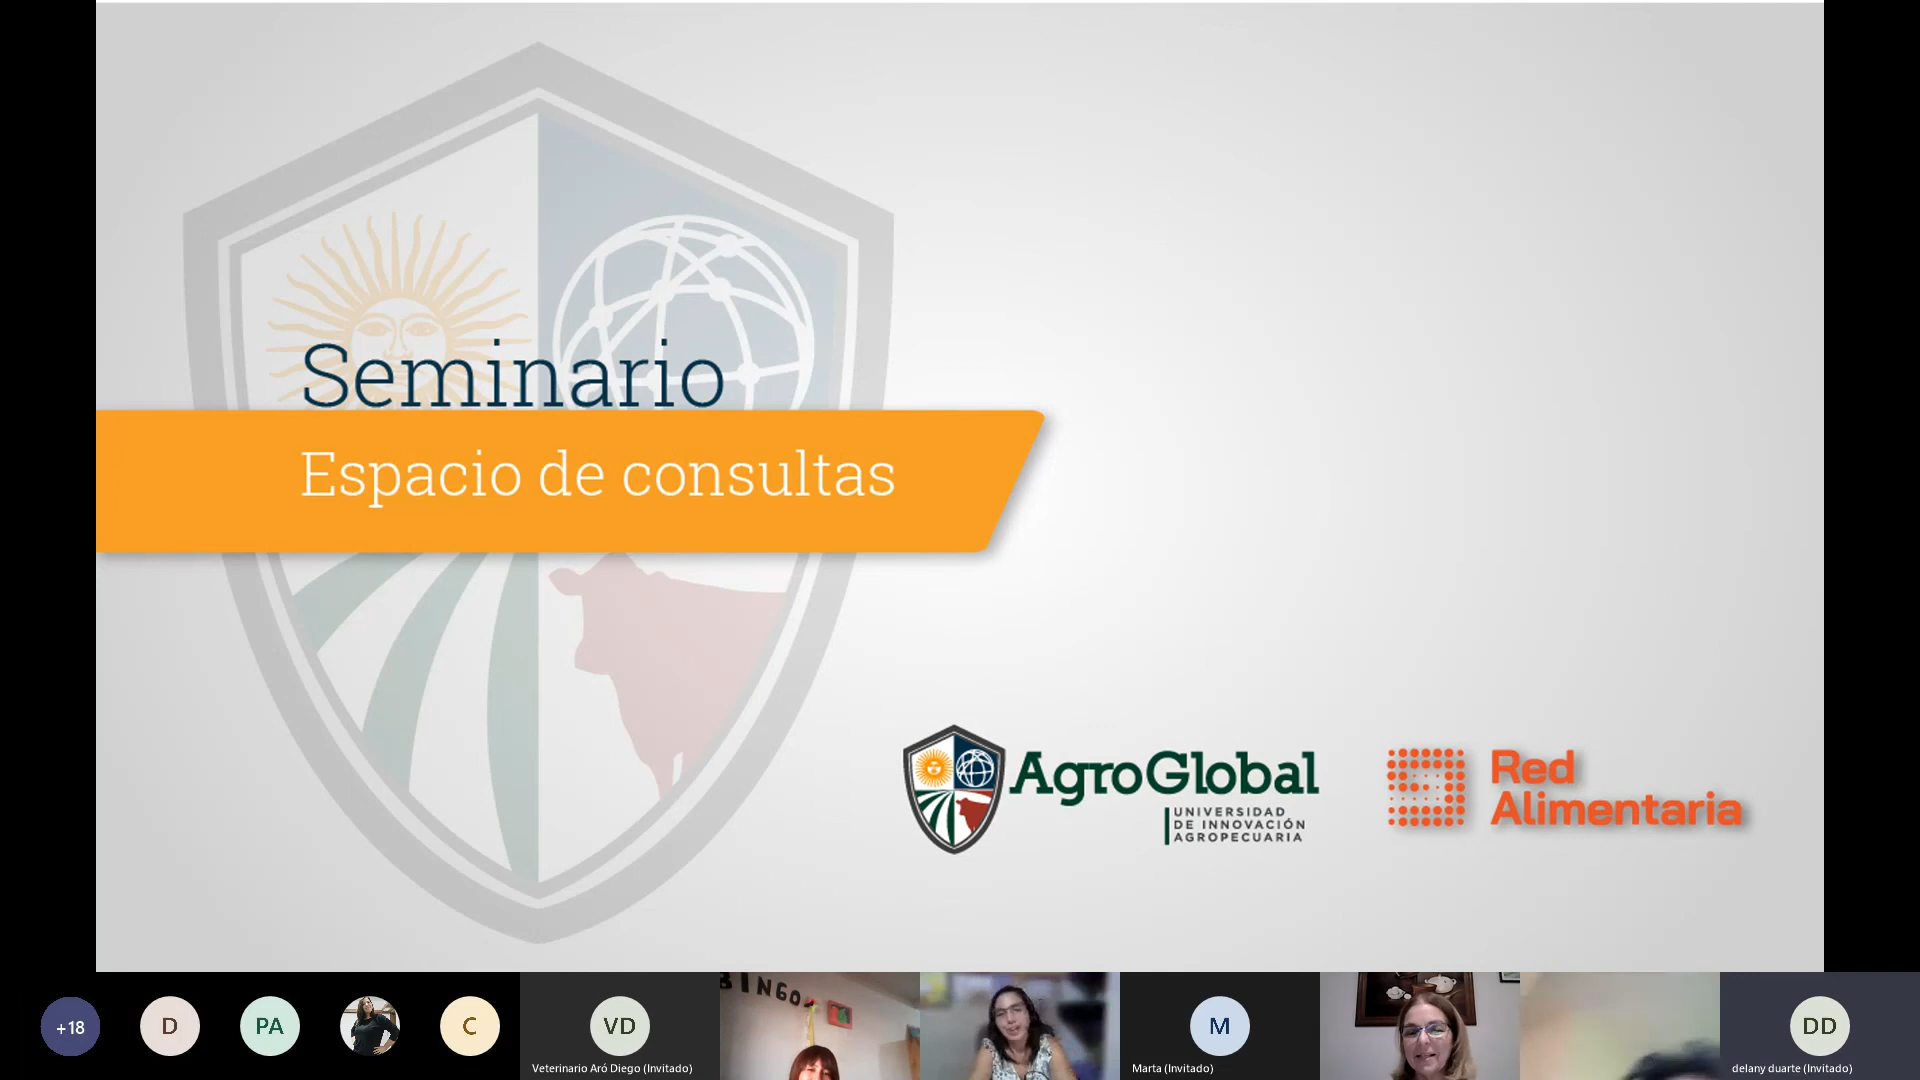 Seminario
Espacio de consultas
AgroGlobal
UNIVERSIDAD
DE INNOVACIÓN
AGROPECUARIA
Red
Alimentaria
+18
D
PA
C
VD
Veterinario Aró Diego (Invitado)
BINGO
M
Marta (Invitado)
DD
delany duarte (Invitado)